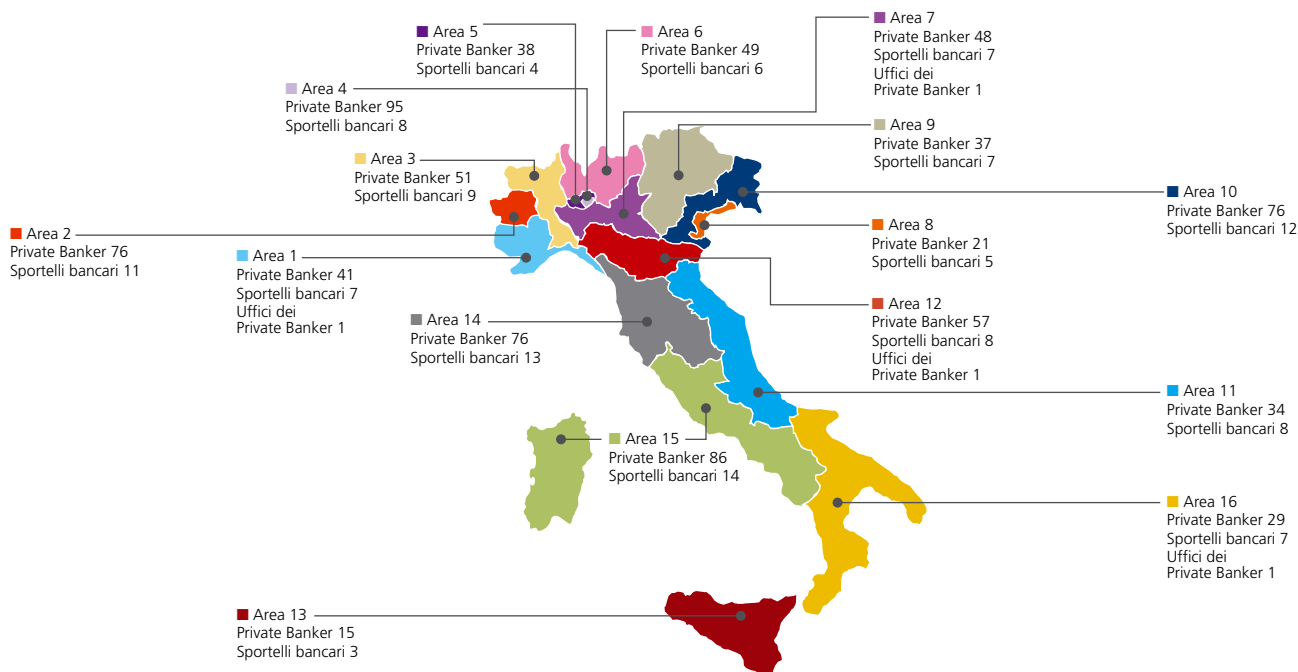 Area 5
Private Banker 38
Sportelli bancari 4
Area 6
Private Banker 49
Sportelli bancari 6
Area 7
Private Banker 48
Sportelli bancari 7
Uffici dei
Private Banker 1
Area 4
Private Banker 95
Sportelli bancari 8
Area 9
Private Banker 37
Sportelli bancari 7
Area 3
Private Banker 51
Sportelli bancari 9
Area 10
Private Banker 76
Sportelli bancari 12
Area 2
Private Banker 76
Sportelli bancari 11
Area 8
Private Banker 21
Sportelli bancari 5
Area 1
Private Banker 41
Sportelli bancari 7
Uffici dei
Private Banker 1
Area 12
Private Banker 57
Sportelli bancari 8
Uffici dei
Private Banker 1
Area 14
Private Banker 76
Sportelli bancari 13
Area 11
Private Banker 34
Sportelli bancari 8
Area 15
Private Banker 86
Sportelli bancari 14
Area 16
Private Banker 29
Sportelli bancari 7
Uffici dei
Private Banker 1
Area 13
Private Banker 15
Sportelli bancari 3